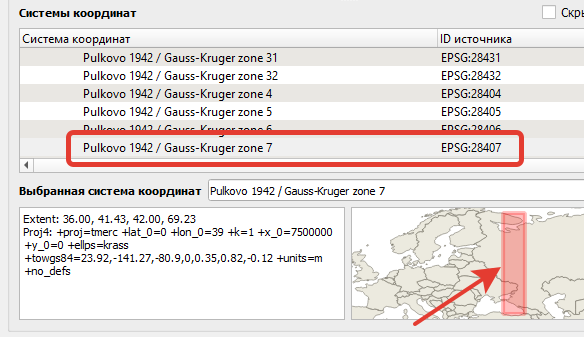 Системы координат
Скры
Система координат ID источника
Pulkovo 1942 / Gauss-Kruger zone 31 EPSG:28431
Pulkovo 1942 / Gauss-Kruger zone 32 EPSG:28432
Pulkovo 1942 / Gauss-Kruger zone 4 EPSG:28404
Pulkovo 1942 / Gauss-Kruger zone 5 EPSG:28405
Pulkovo 1942 / Gauss-Kruger zone 6 EPSG:28406
Pulkovo 1942 / Gauss-Kruger zone 7 EPSG:28407
Выбранная система координат Pulkovo 1942 / Gauss-Kruger zone 7
Extent: 36.00, 41.43, 42.00, 69.23
Proj4: +proj=tmerc +lat_0=0 +lon_0=39 +k=1 +x_0=7500000
+y_0=0 +ellps=krass
+towgs84=23.92,-141.27,-80.9,0,0.35,0.82,-0.12 +units=m
+no_defs